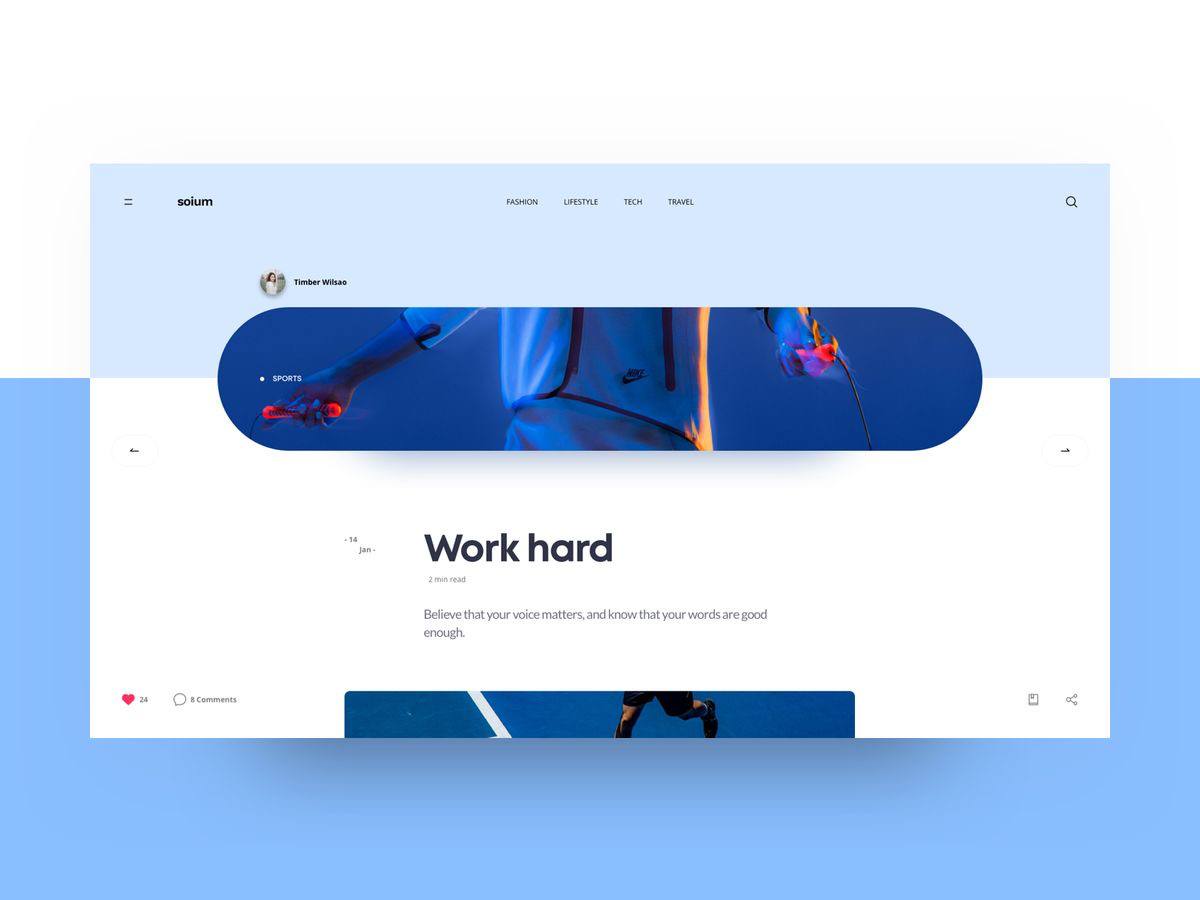 soium
FASHION LIFESTYLE TECH TRAVEL
Timber Wilsao
SPORTS
NIKE
- 14
Jan -
Work hard
2 min read
Believe that your voice matters, and know that your words are good
enough.
24
8 Comments